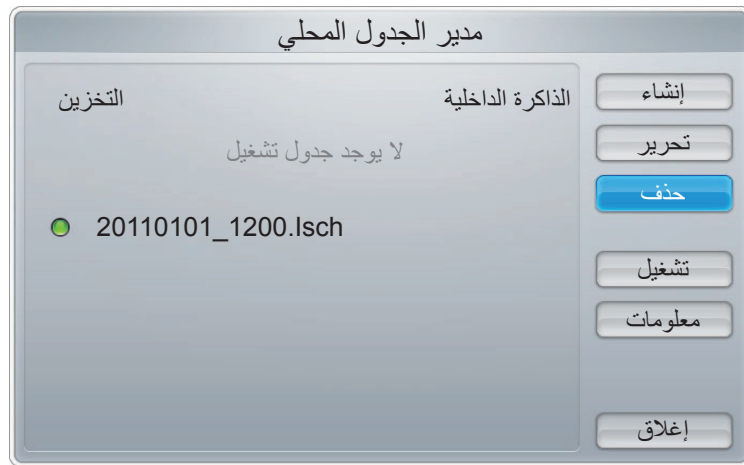 مدير الجدول المحلي
التخزين
الذاكرة الداخلية
لا يوجد جدول تشغيل
20110101_1200.lsch
إنشاء
تحرير
حذف
تشغيل
معلومات
إغلاق